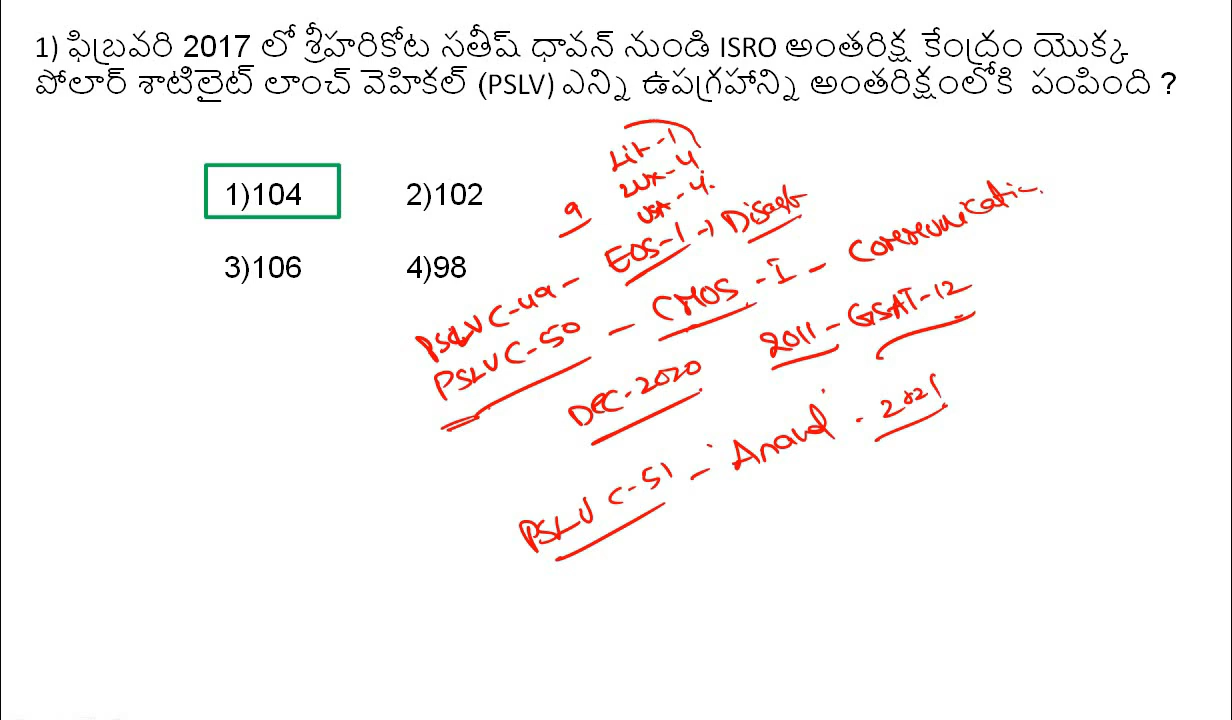 1) ఫిబ్రవరి 2017 లో శ్రీహరికోట సతీష్ ధావన్ నుండి ISRO అంతరిక్ష కేంద్రం యొక్క
పోలార్ శాటిలైట్ లాంచ్ వెహికల్ (PSLV) ఎన్ని ఉపగ్రహాన్ని అంతరిక్షంలోకి పంపింది ?
1)104 2)102
3)106 4)98
Lit-1
LUX-4
USA-4
9
PSLV C-49 - EOS-1 → Disast
PSLV C-50 - CMOS-I - Communication
DEC-2020 2011 - GSAT-12
PSLV C-51 - Anand - 2021